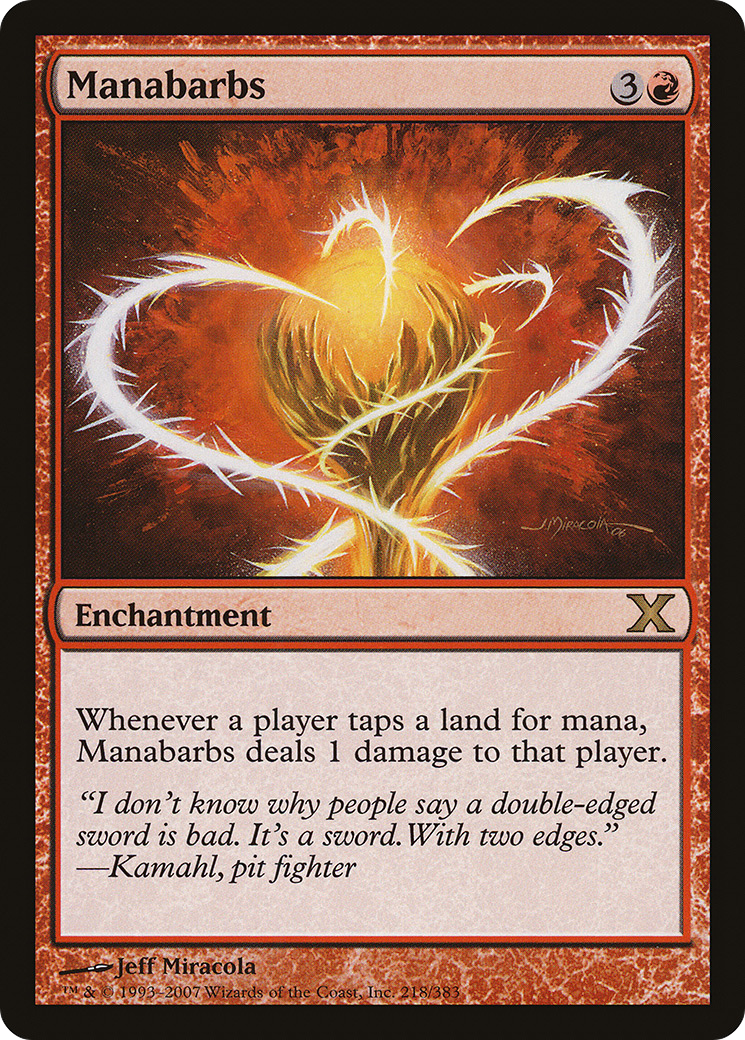 Manabarbs 3
J. MIRACOLA 06
Enchantment X
Whenever a player taps a land for mana,
Manabarbs deals 1 damage to that player.
“I don’t know why people say a double-edged
sword is bad. It’s a sword. With two edges.”
—Kamahl, pit fighter
Jeff Miracola
™ & © 1993–2007 Wizards of the Coast, Inc. 218/383